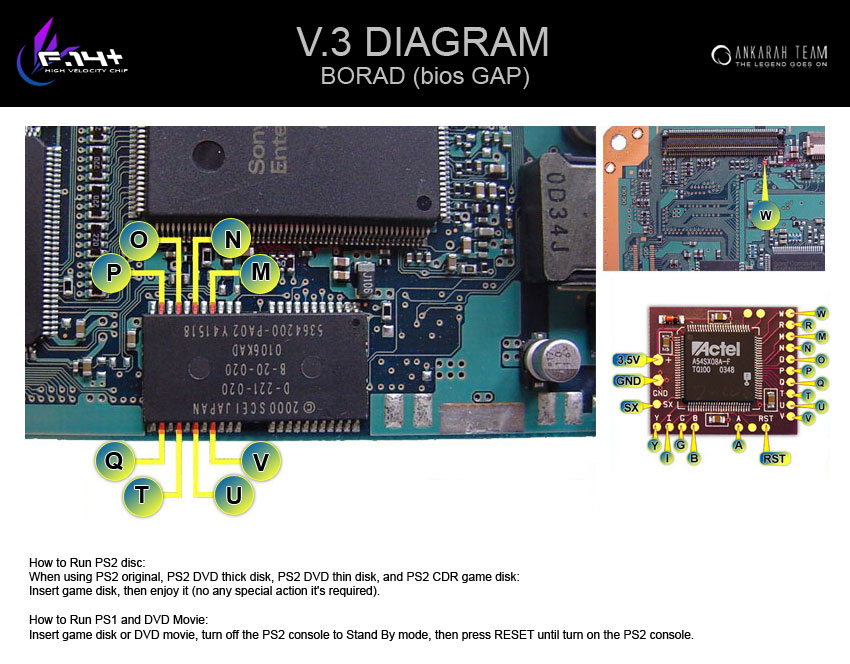 F.14+
HIGH VELOCITY CHIP
V.3 DIAGRAM
BORAD (bios GAP)
ANKARAH TEAM
THE LEGEND GOES ON
Sony
Ente
0D34J
J106
O
N
P
M
5364200-PA02 Y41518
0106KAD
B-20-020
D-221-020
© 2000 SCEI JAPAN
Q
V
T
U
W
Actel
A54SX08A-F
TQ100 0348
3,5V
+
GND
GND
SX
SX
Y I G B A RST
Y
I
G
B
A
RST
W W
R R
M M
N N
O O
P P
Q Q
T T
U U
V V
How to Run PS2 disc:
When using PS2 original, PS2 DVD thick disk, PS2 DVD thin disk, and PS2 CDR game disk:
Insert game disk, then enjoy it (no any special action it's required).
How to Run PS1 and DVD Movie:
Insert game disk or DVD movie, turn off the PS2 console to Stand By mode, then press RESET until turn on the PS2 console.